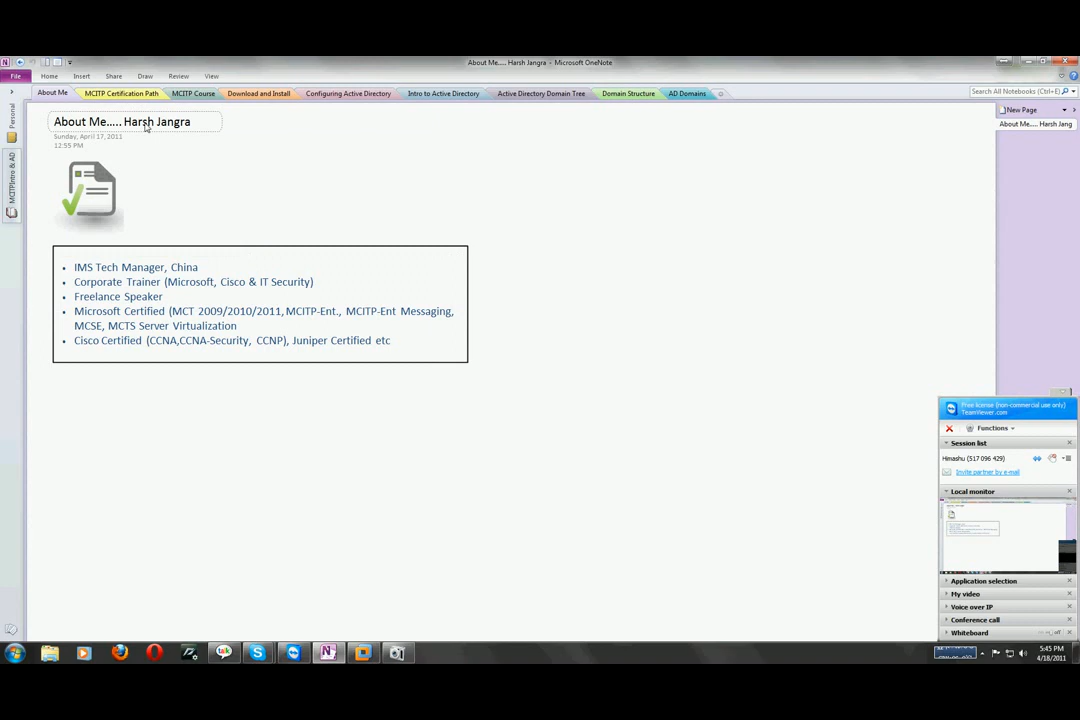 About Me..... Harsh Jangra - Microsoft OneNote
File Home Insert Share Draw Review View
About Me MCITP Certification Path MCITP Course Download and Install Configuring Active Directory Intro to Active Directory Active Directory Domain Tree Domain Structure AD Domains
Search All Notebooks (Ctrl+E)
Personal
MCITP|Intro & AD
New Page
About Me..... Harsh Jang
About Me..... Harsh Jangra
Sunday, April 17, 2011
12:55 PM
• IMS Tech Manager, China
• Corporate Trainer (Microsoft, Cisco & IT Security)
• Freelance Speaker
• Microsoft Certified (MCT 2009/2010/2011, MCITP-Ent., MCITP-Ent Messaging,
MCSE, MCTS Server Virtualization
• Cisco Certified (CCNA,CCNA-Security, CCNP), Juniper Certified etc
Free license (non-commercial use only)
TeamViewer.com
Functions
Session list
Himashu (517 096 429)
Invite partner by e-mail
Local monitor
Application selection
My video
Voice over IP
Conference call
Whiteboard
talk
5:45 PM
4/18/2011